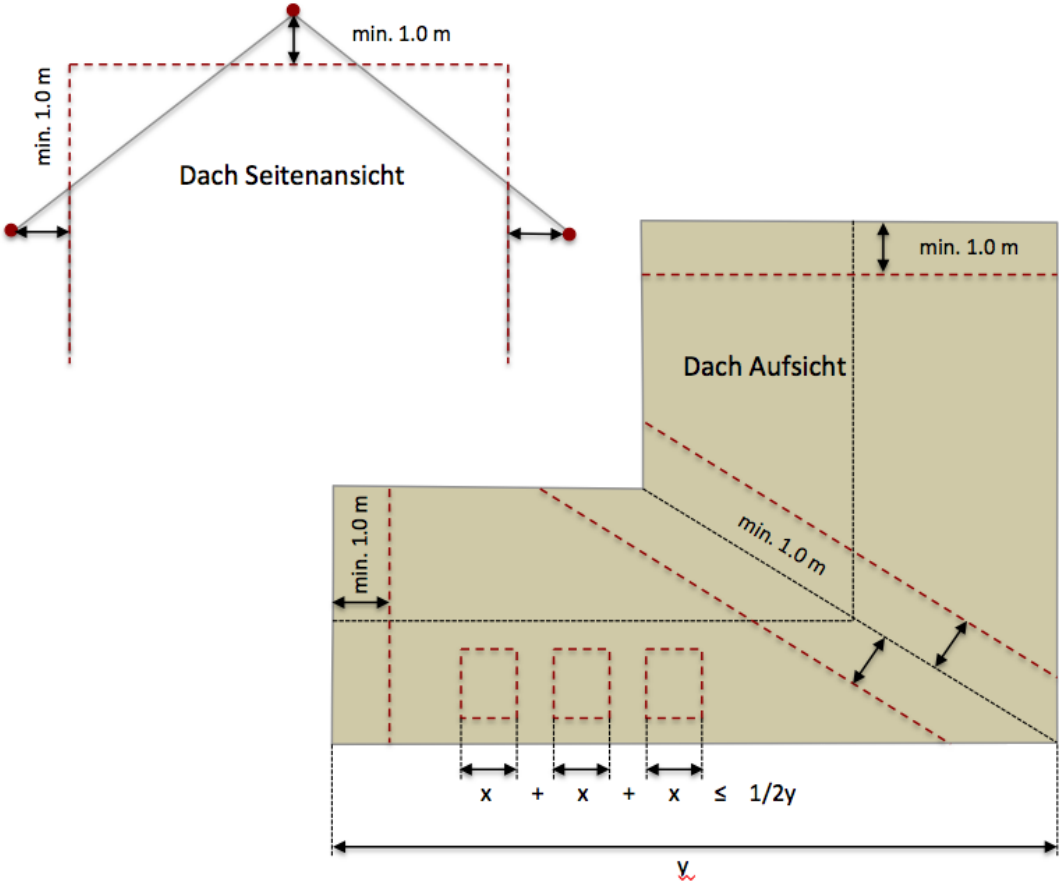 min. 1.0 m
min. 1.0 m
Dach Seitenansicht
min. 1.0 m
Dach Aufsicht
min. 1.0 m
min. 1.0 m
x + x + x ≤ 1/2y
y